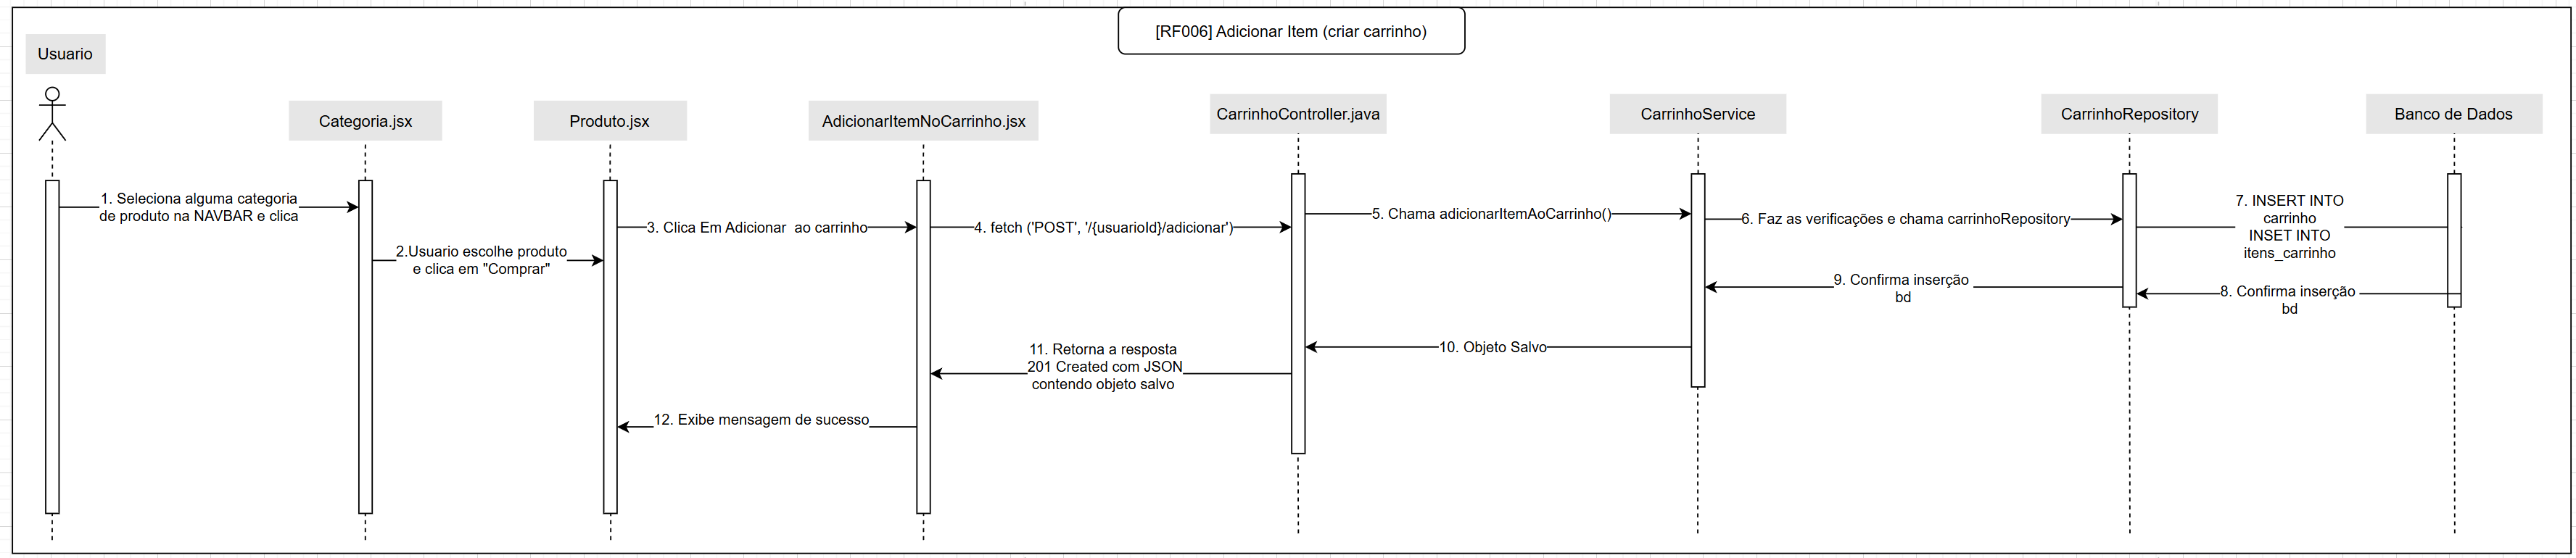 [RF006] Adicionar Item (criar carrinho)
Usuario
Categoria.jsx
Produto.jsx
AdicionarItemNoCarrinho.jsx
CarrinhoController.java
CarrinhoService
CarrinhoRepository
Banco de Dados
1. Seleciona alguma categoria
de produto na NAVBAR e clica
2.Usuario escolhe produto
e clica em "Comprar"
3. Clica Em Adicionar  ao carrinho
4. fetch ('POST', '/{usuarioId}/adicionar')
5. Chama adicionarItemAoCarrinho()
6. Faz as verificações e chama carrinhoRepository
7. INSERT INTO
carrinho
INSET INTO
itens_carrinho
8. Confirma inserção
bd
9. Confirma inserção
bd
10. Objeto Salvo
11. Retorna a resposta
201 Created com JSON
contendo objeto salvo
12. Exibe mensagem de sucesso